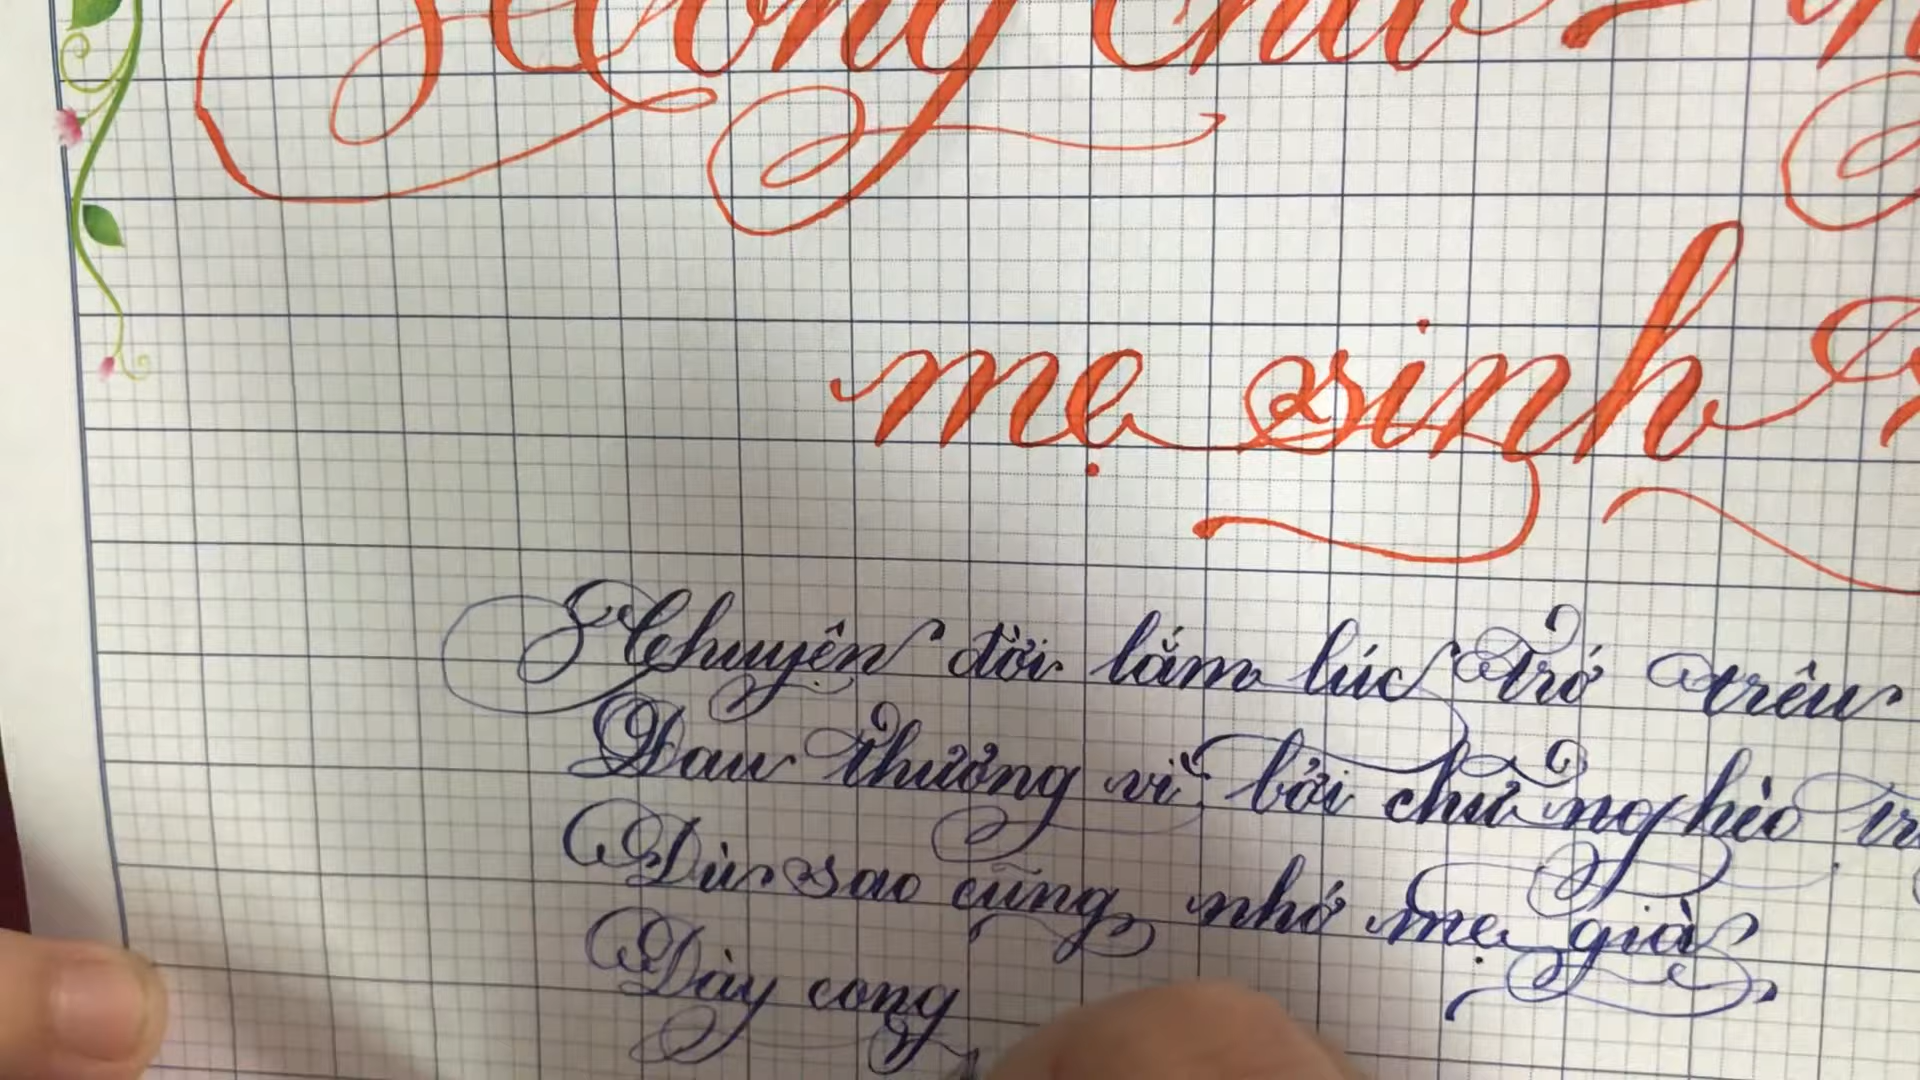 mẹ sinh
Chuyện đời lắm lúc trớ trêu
Đau thương vì bởi chữ nghèo
Dù sao cũng nhớ mẹ già
Dày công